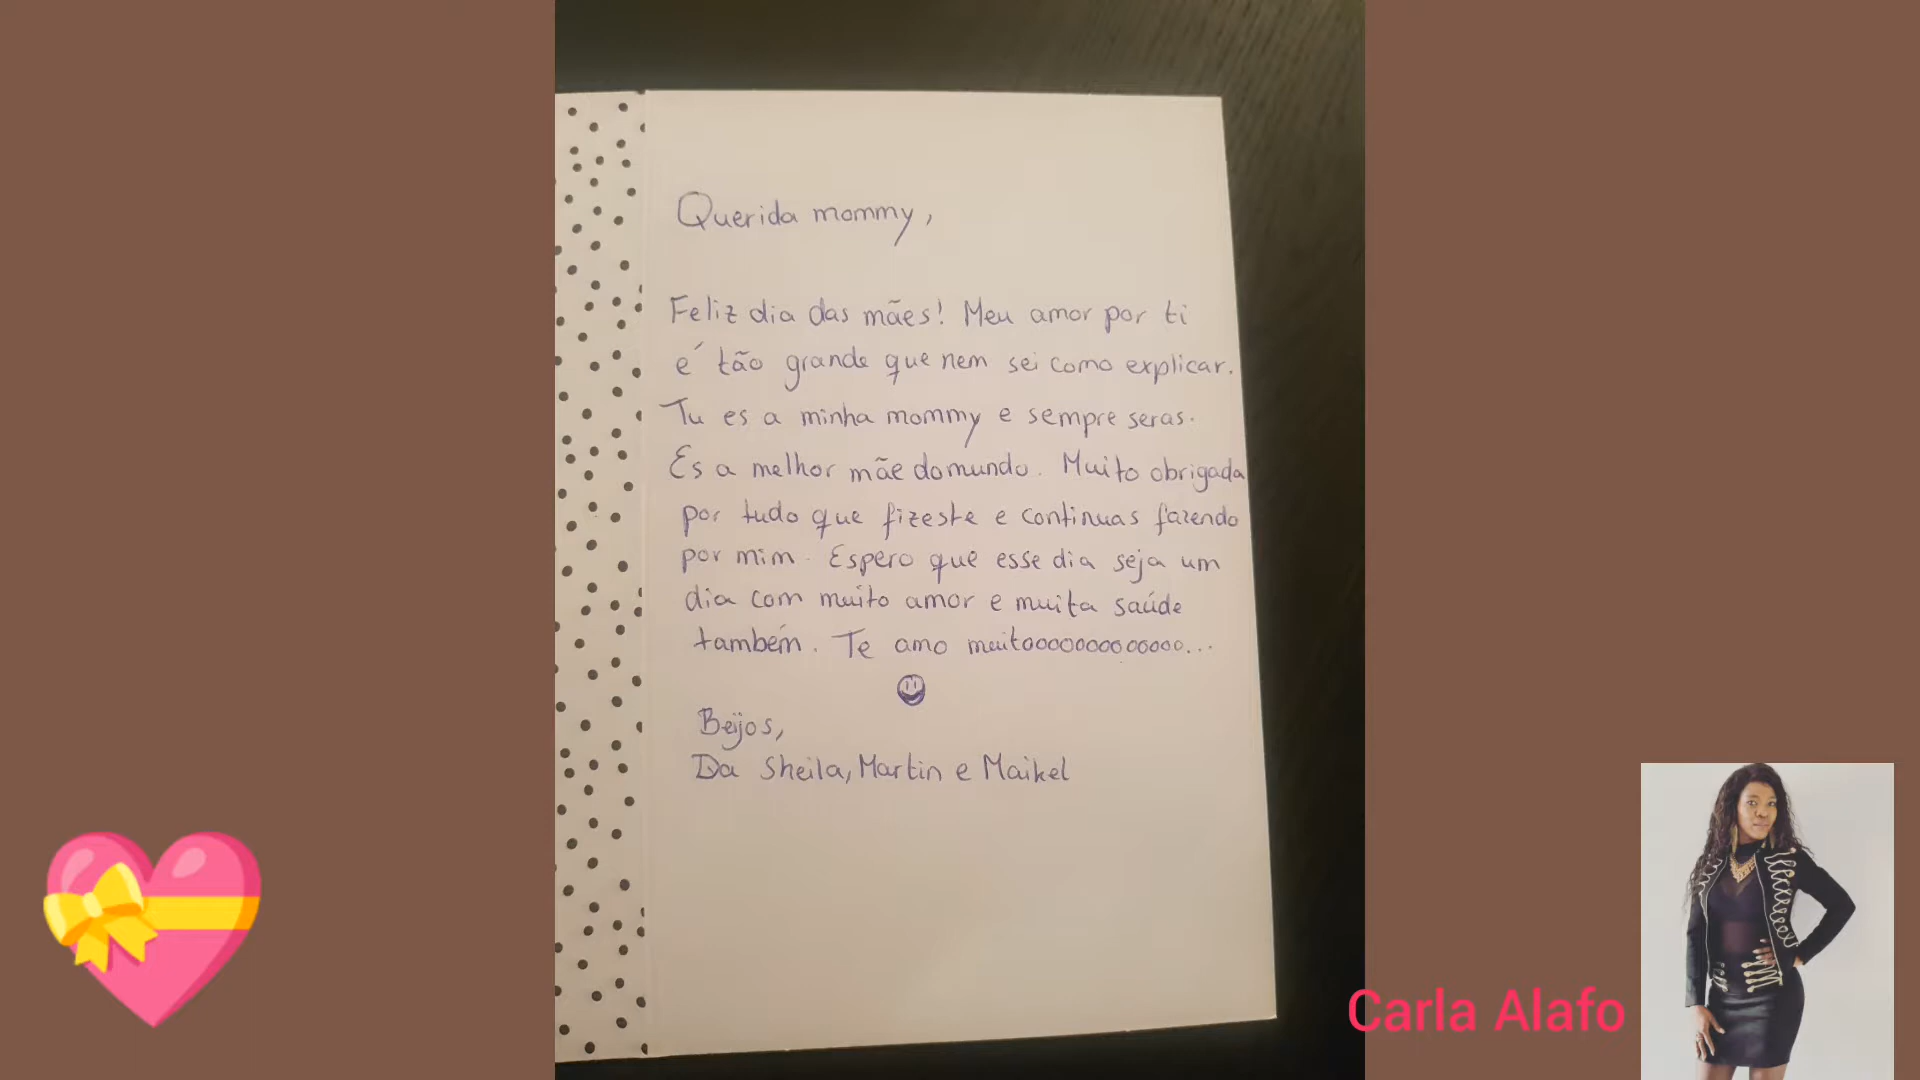 Querida mommy,
Feliz dia das mães! Meu amor por ti
é tão grande que nem sei como explicar.
Tu es a minha mommy e sempre seras.
Es a melhor mãe do mundo. Muito obrigada
por tudo que fizeste e continuas fazendo
por mim. Espero que esse dia seja um
dia com muito amor e muita saúde
também. Te amo muitooooooooooooo...
Beijos,
Da Sheila, Martin e Maikel
Carla Alafo